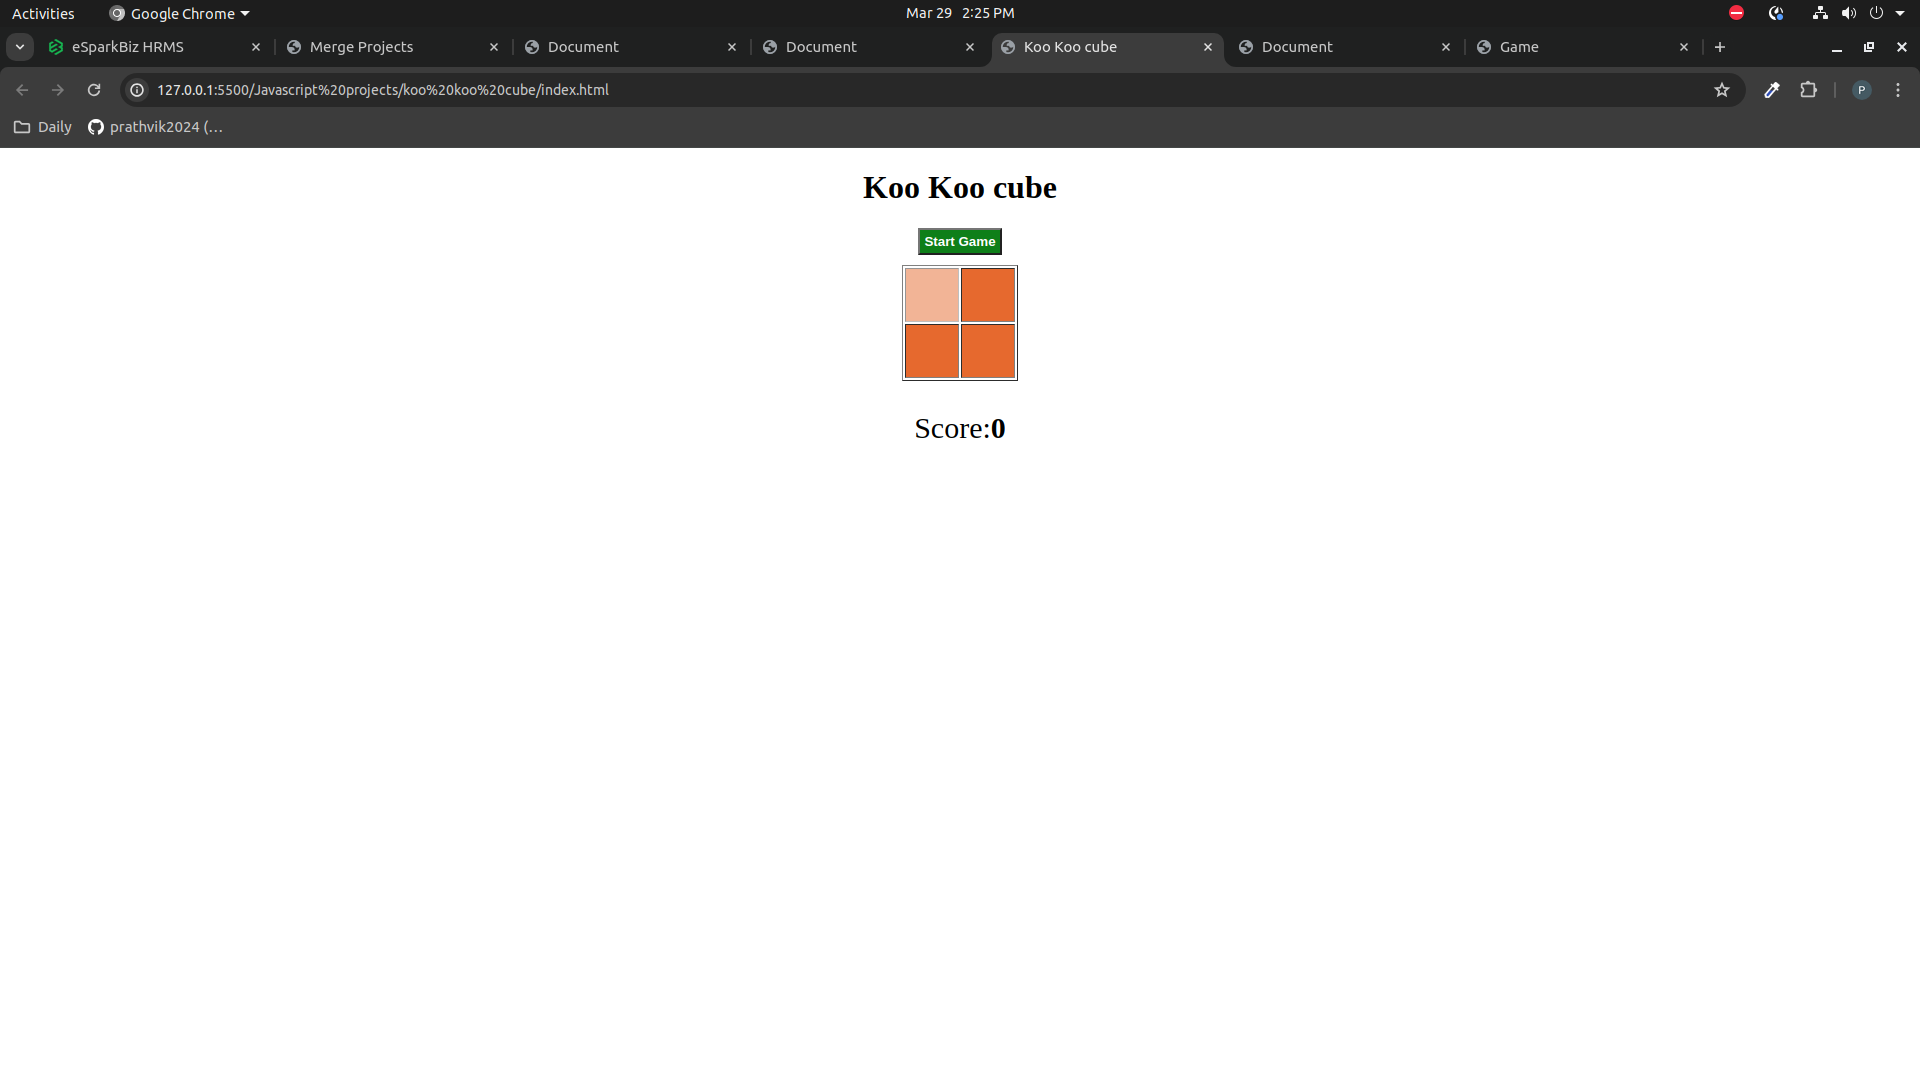 Activities Google Chrome Mar 29 2:25 PM
eSparkBiz HRMS Merge Projects Document Document Koo Koo cube Document Game
127.0.0.1:5500/Javascript%20projects/koo%20koo%20cube/index.html P
Daily prathvik2024 (...
Koo Koo cube
Start Game
Score:0